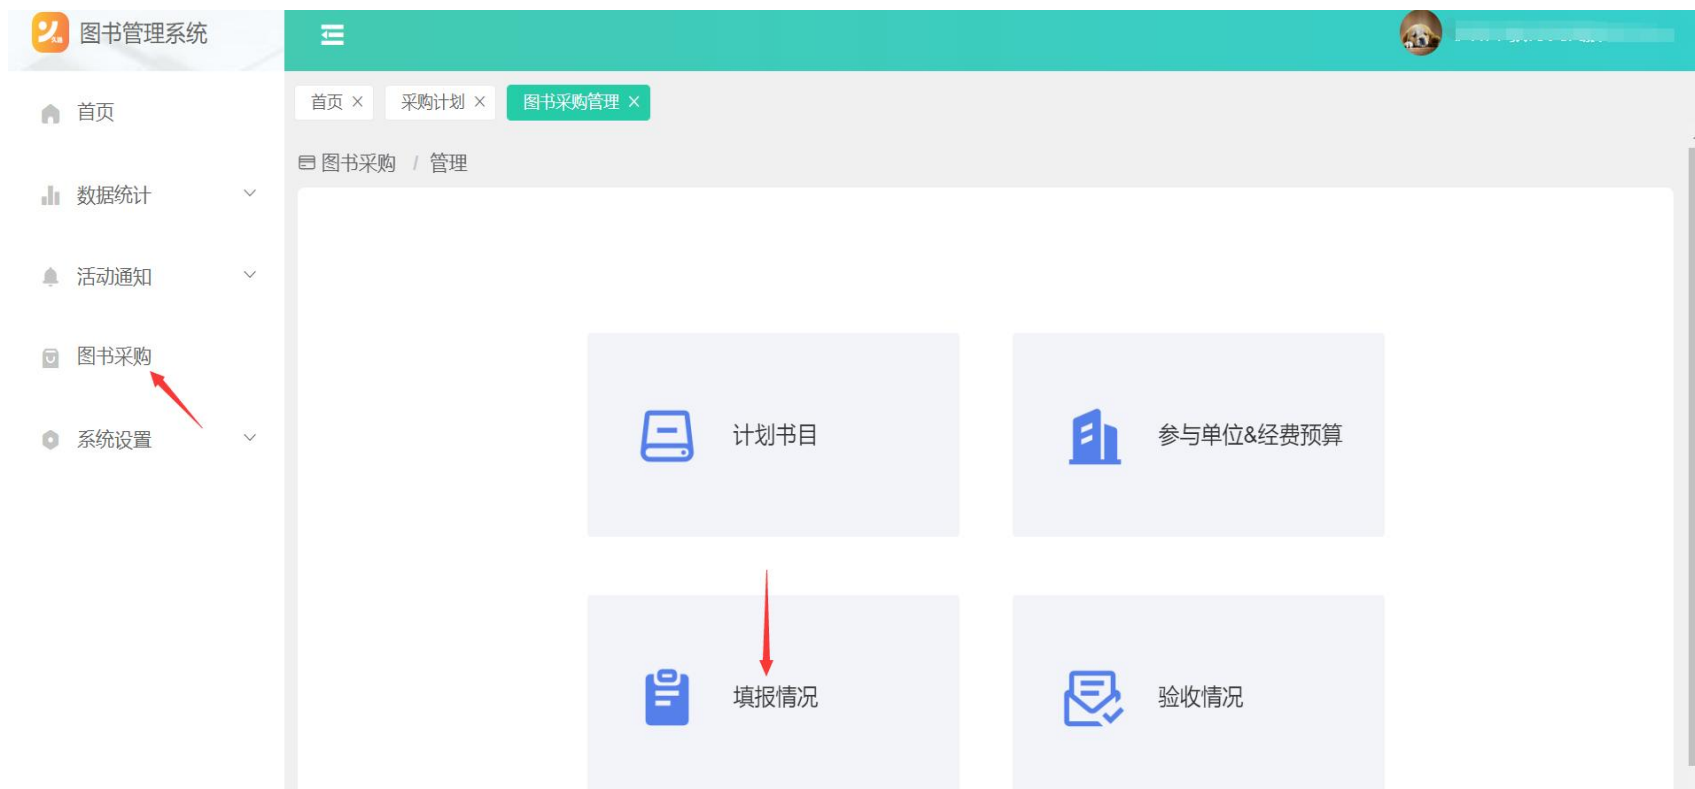 图书管理系统
首页
数据统计
活动通知
图书采购
系统设置
首页 × 采购计划 × 图书采购管理 ×
图书采购 / 管理
计划书目
参与单位&经费预算
填报情况
验收情况